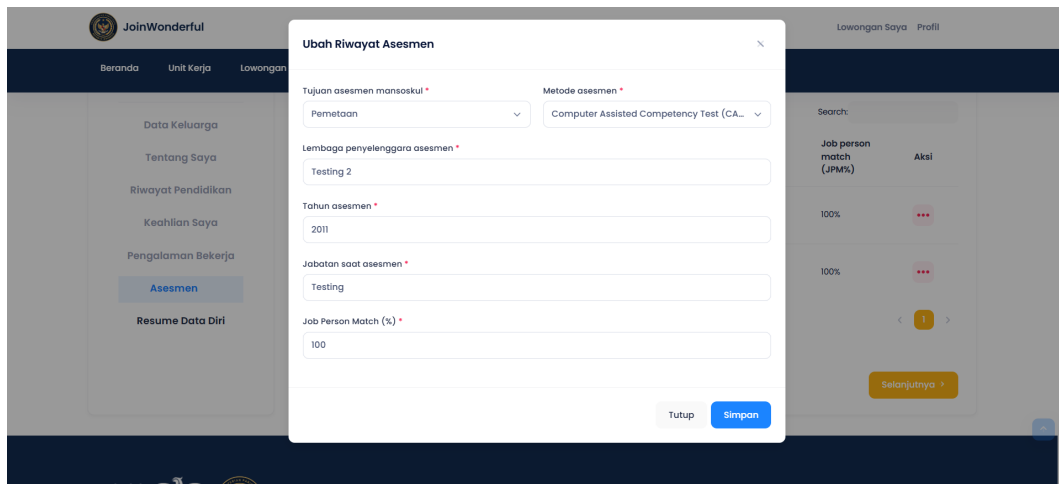 JoinWonderful
Lowongan Saya Profil
Beranda Unit Kerja Lowongan
Data Keluarga
Tentang Saya
Riwayat Pendidikan
Keahlian Saya
Pengalaman Bekerja
Asesmen
Resume Data Diri
Ubah Riwayat Asesmen
Tujuan asesmen mansoskul *
Pemetaan
Metode asesmen *
Computer Assisted Competency Test (CA...
Lembaga penyelenggara asesmen *
Testing 2
Tahun asesmen *
2011
Jabatan saat asesmen *
Testing
Job Person Match (%) *
100
Tutup Simpan
Search:
Job person
match
(JPM%)
Aksi
100%
100%
1
Selanjutnya